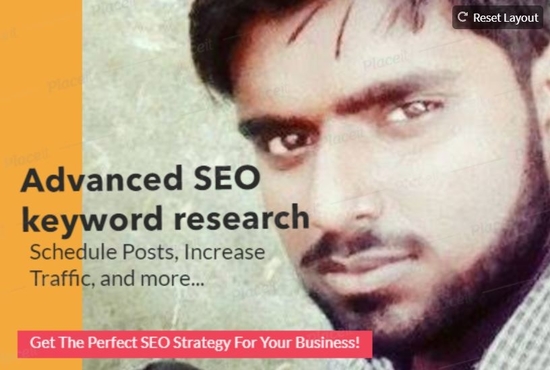 Reset Layout
Advanced SEO
keyword research
Schedule Posts, Increase
Traffic, and more...
Get The Perfect SEO Strategy For Your Business!